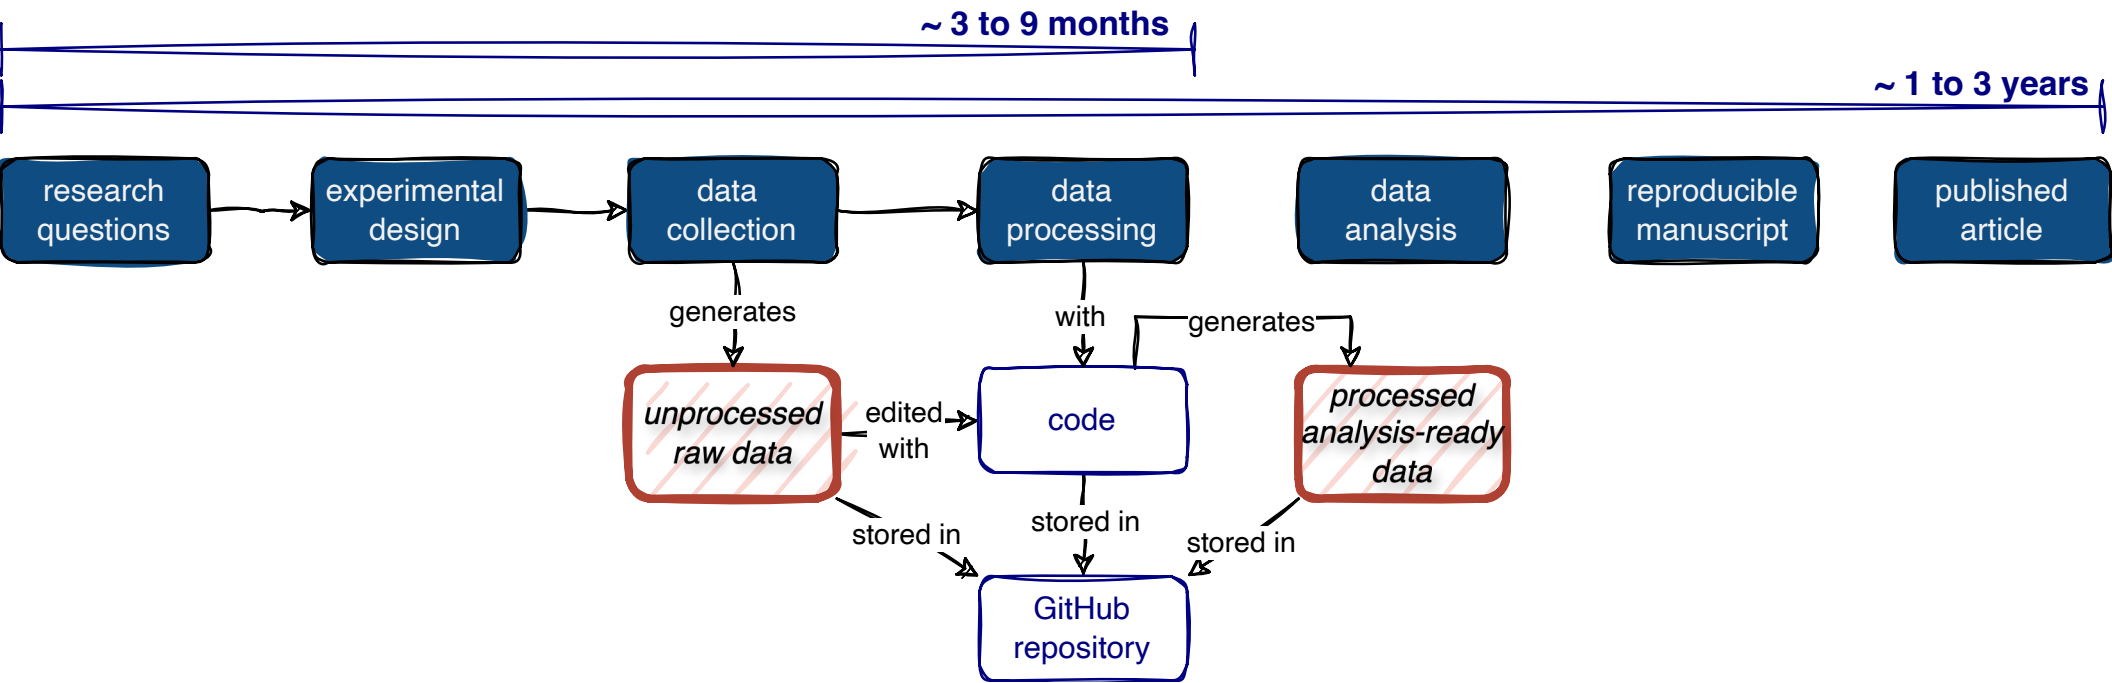 ~ 3 to 9 months
~ 1 to 3 years
research
questions
experimental
design
data
collection
data
processing
data
analysis
reproducible
manuscript
published
article
generates
with
generates
unprocessed
raw data
edited
with
code
processed
analysis-ready
data
stored in
stored in
stored in
GitHub
repository